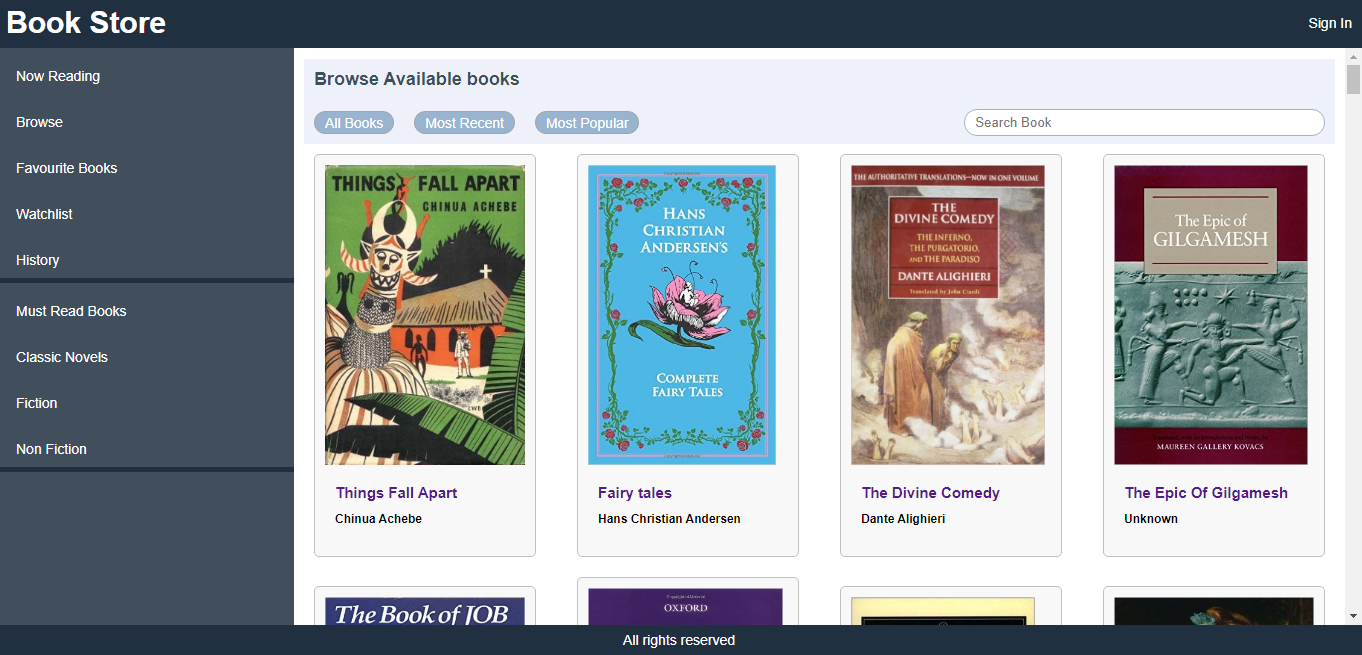 Book Store
Sign In
Now Reading
Browse
Favourite Books
Watchlist
History
Must Read Books
Classic Novels
Fiction
Non Fiction
Browse Available books
All Books
Most Recent
Most Popular
Search Book
THINGS FALL APART
CHINUA ACHEBE
Things Fall Apart
Chinua Achebe
HANS
CHRISTIAN
ANDERSEN'S
COMPLETE
FAIRY TALES
Fairy tales
Hans Christian Andersen
THE AUTHORITATIVE TRANSLATIONS—NOW IN ONE VOLUME
THE
DIVINE COMEDY
THE INFERNO,
THE PURGATORIO,
AND THE PARADISO
DANTE ALIGHIERI
Translated by John Ciardi
The Divine Comedy
Dante Alighieri
The Epic of
GILGAMESH
MAUREEN GALLERY KOVACS
The Epic Of Gilgamesh
Unknown
The Book of JOB
Copyrighted Material
OXFORD
All rights reserved